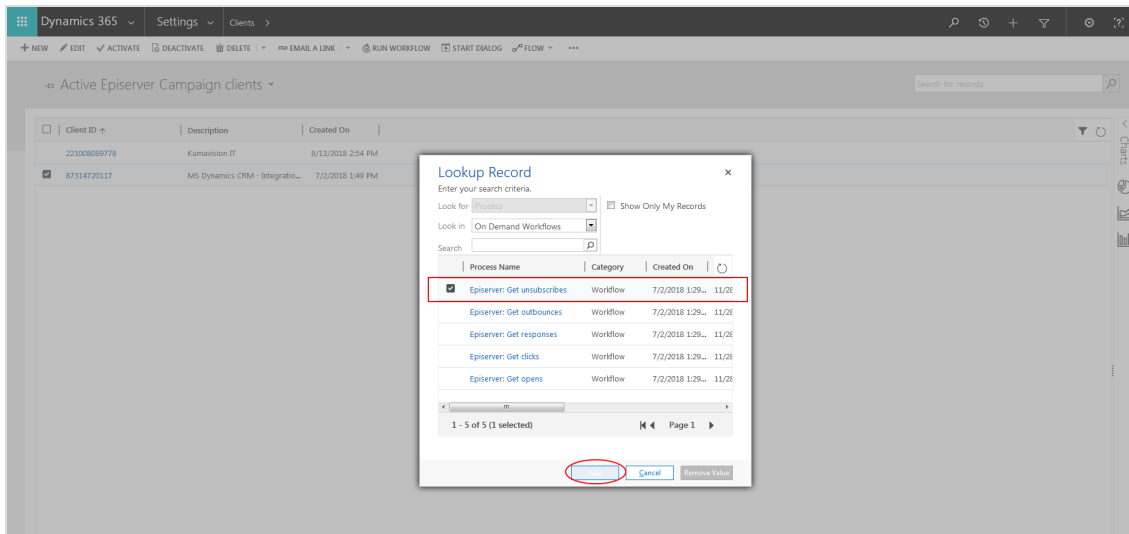 Dynamics 365 Settings Clients >
NEW EDIT ACTIVATE DEACTIVATE DELETE EMAIL A LINK RUN WORKFLOW START DIALOG FLOW ...
Active Episerver Campaign clients
Search for records
Client ID Description Created On
221008089778 Kumavision IT 8/13/2018 2:54 PM
87314720117 MS Dynamics CRM - Integratio... 7/2/2018 1:49 PM
Charts
Lookup Record
Enter your search criteria.
Look for Process Show Only My Records
Look in On Demand Workflows
Search
Process Name Category Created On
Episerver: Get unsubscribes Workflow 7/2/2018 1:29... 11/28
Episerver: Get outbounces Workflow 7/2/2018 1:29... 11/28
Episerver: Get responses Workflow 7/2/2018 1:29... 11/28
Episerver: Get clicks Workflow 7/2/2018 1:29... 11/28
Episerver: Get opens Workflow 7/2/2018 1:29... 11/28
1 - 5 of 5 (1 selected) Page 1
Cancel Remove Value